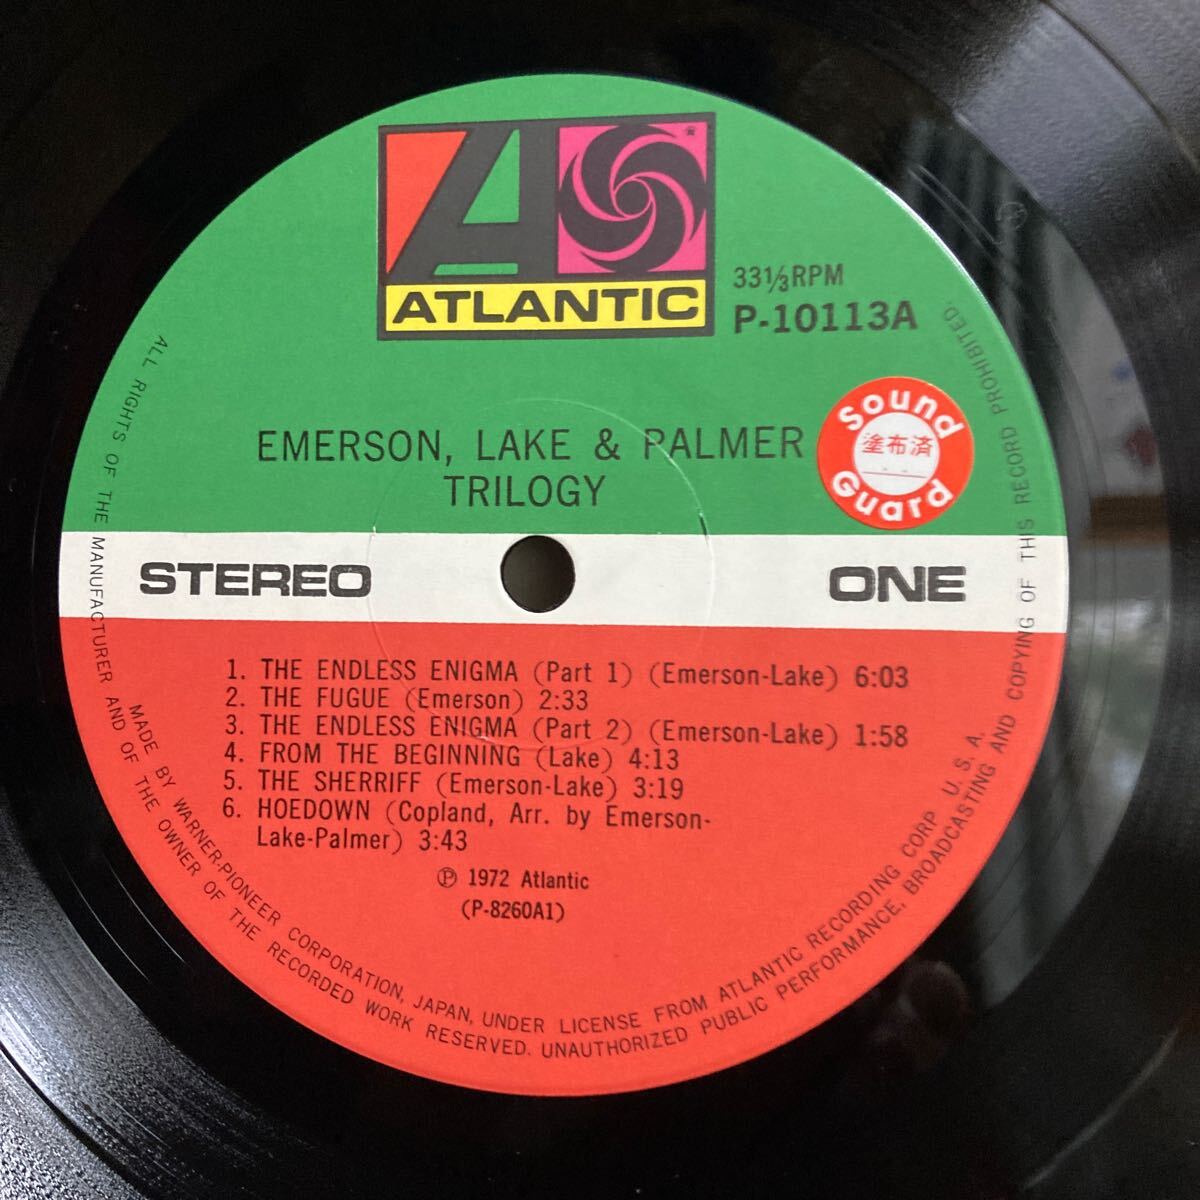 ATLANTIC
33⅓RPM
P-10113A
EMERSON, LAKE & PALMER
TRILOGY
Sound
塗布済
Guard
STEREO
ONE
1. THE ENDLESS ENIGMA (Part 1) (Emerson-Lake) 6:03
2. THE FUGUE (Emerson) 2:33
3. THE ENDLESS ENIGMA (Part 2) (Emerson-Lake) 1:58
4. FROM THE BEGINNING (Lake) 4:13
5. THE SHERRIFF (Emerson-Lake) 3:19
6. HOEDOWN (Copland, Arr. by Emerson-
Lake-Palmer) 3:43
Ⓟ 1972 Atlantic
(P-8260A1)
MADE BY WARNER-PIONEER CORPORATION, JAPAN, UNDER LICENSE FROM ATLANTIC RECORDING CORP. U. S. A.
ALL RIGHTS OF THE MANUFACTURER AND OF THE OWNER OF THE RECORDED WORK RESERVED. UNAUTHORIZED PUBLIC PERFORMANCE, BROADCASTING AND COPYING OF THIS RECORD PROHIBITED.